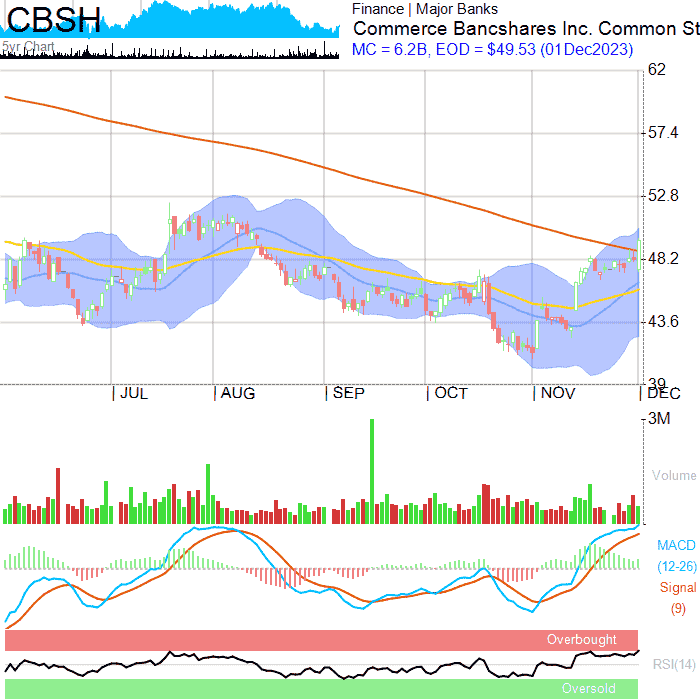 CBSH
5yr Chart
Finance | Major Banks
Commerce Bancshares Inc. Common St
MC = 6.2B, EOD = $49.53 (01Dec2023)
62
57.4
52.8
48.2
43.6
39
JUL
AUG
SEP
OCT
NOV
DEC
3M
Volume
MACD
(12-26)
Signal
(9)
Overbought
RSI(14)
Oversold